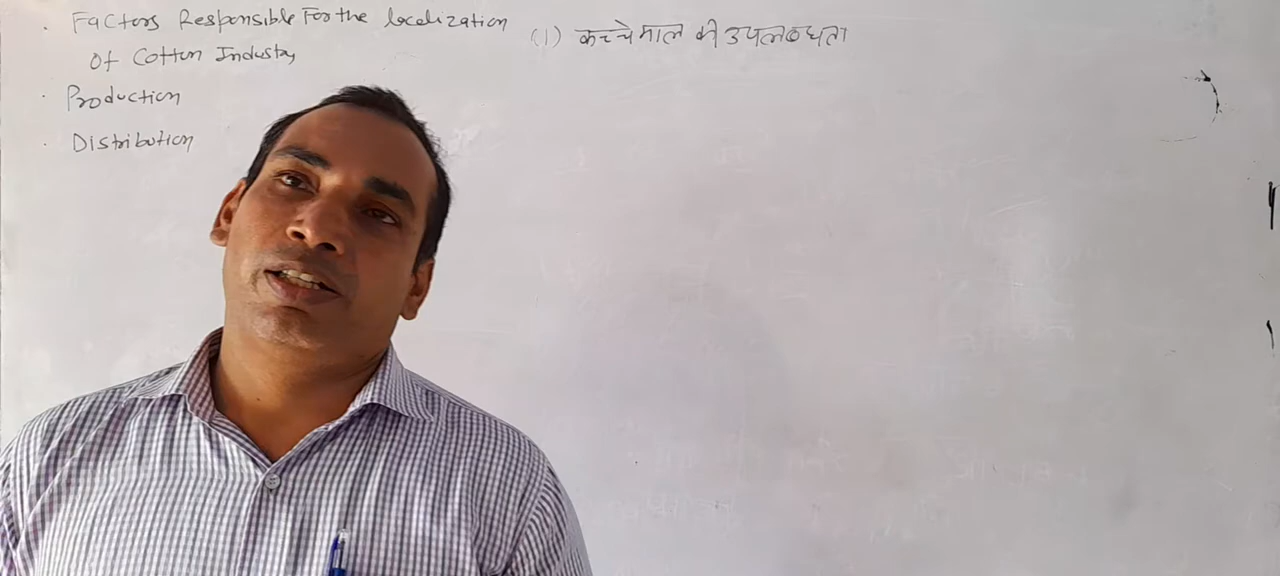 · Factors Responsible For the localization
Of Cotton Industry
· Production
· Distribution
(1) कच्चे माल की उपलब्धता